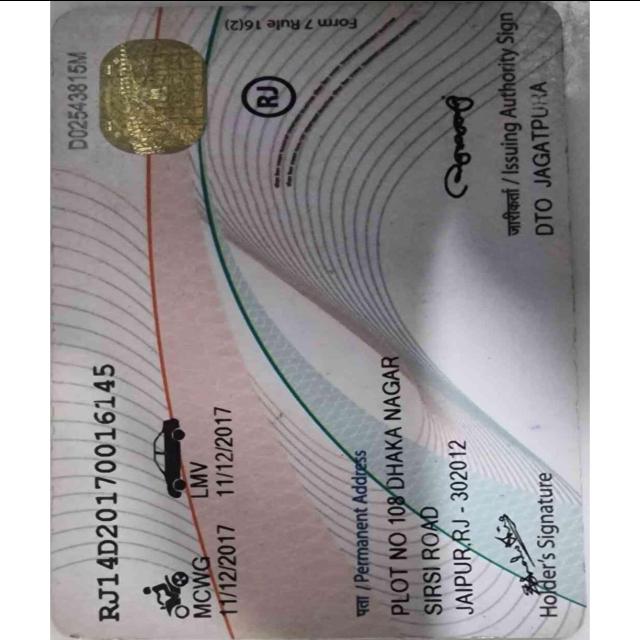 RJ14D20170016145
D02543815M
MCWG
11/12/2017
LMV
11/12/2017
Form 7 Rule 16(2)
RJ
पता / Permanent Address
PLOT NO 108 DHAKA NAGAR
SIRSI ROAD
JAIPUR,RJ - 302012
Holder's Signature
जारीकर्ता / Issuing Authority Sign
DTO JAGATPURA